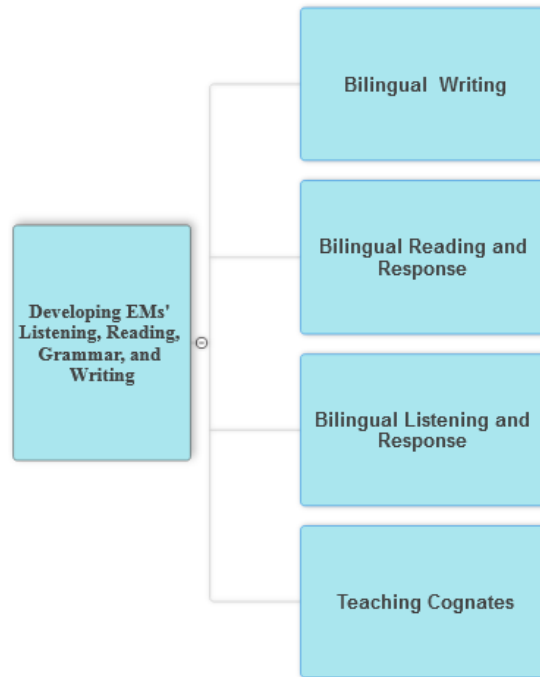 Bilingual Writing
Bilingual Reading and
Response
Developing EMs'
Listening, Reading,
Grammar, and
Writing
Bilingual Listening and
Response
Teaching Cognates